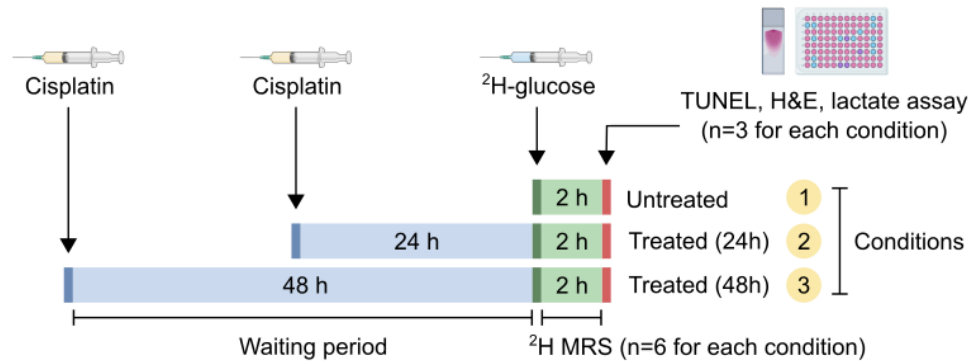 Cisplatin
Cisplatin
²H-glucose
TUNEL, H&E, lactate assay
(n=3 for each condition)
2 h
Untreated
1
24 h
2 h
Treated (24h)
2
Conditions
48 h
2 h
Treated (48h)
3
Waiting period
²H MRS (n=6 for each condition)